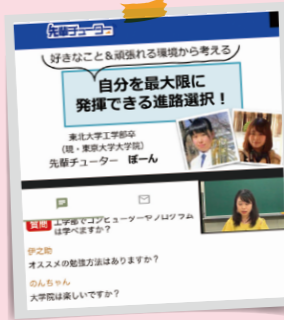 先輩チューター
好きなこと&頑張れる環境から考える
自分を最大限に
発揮できる進路選択!
東北大学工学部卒
(現・東京大学大学院)
先輩チューター ぽーん
質問 工学部でコンピューターやプログラム
は学べますか?
伊之助
オススメの勉強方法はありますか?
のんちゃん
大学院は楽しいですか?